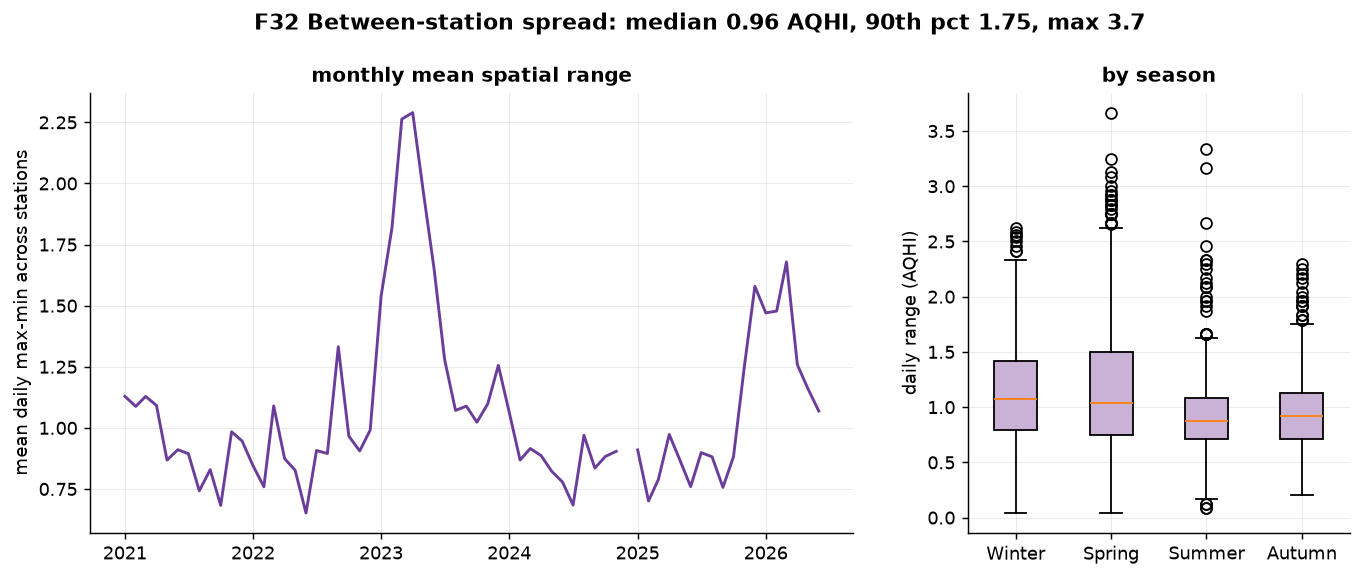 F32 Between-station spread: median 0.96 AQHI, 90th pct 1.75, max 3.7
monthly mean spatial range
mean daily max-min across stations
2.25
2.00
1.75
1.50
1.25
1.00
0.75
2021 2022 2023 2024 2025 2026
by season
daily range (AQHI)
3.5
3.0
2.5
2.0
1.5
1.0
0.5
0.0
Winter Spring Summer Autumn